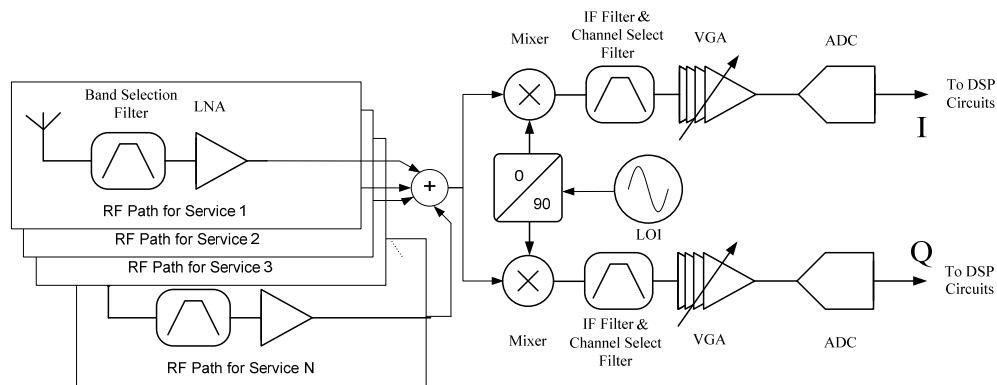 Band Selection
Filter
LNA
RF Path for Service 1
RF Path for Service 2
RF Path for Service 3
RF Path for Service N
+
Mixer
IF Filter &
Channel Select
Filter
VGA
ADC
To DSP
Circuits
I
0
90
LOI
Q
To DSP
Circuits
Mixer
IF Filter &
Channel Select
Filter
VGA
ADC